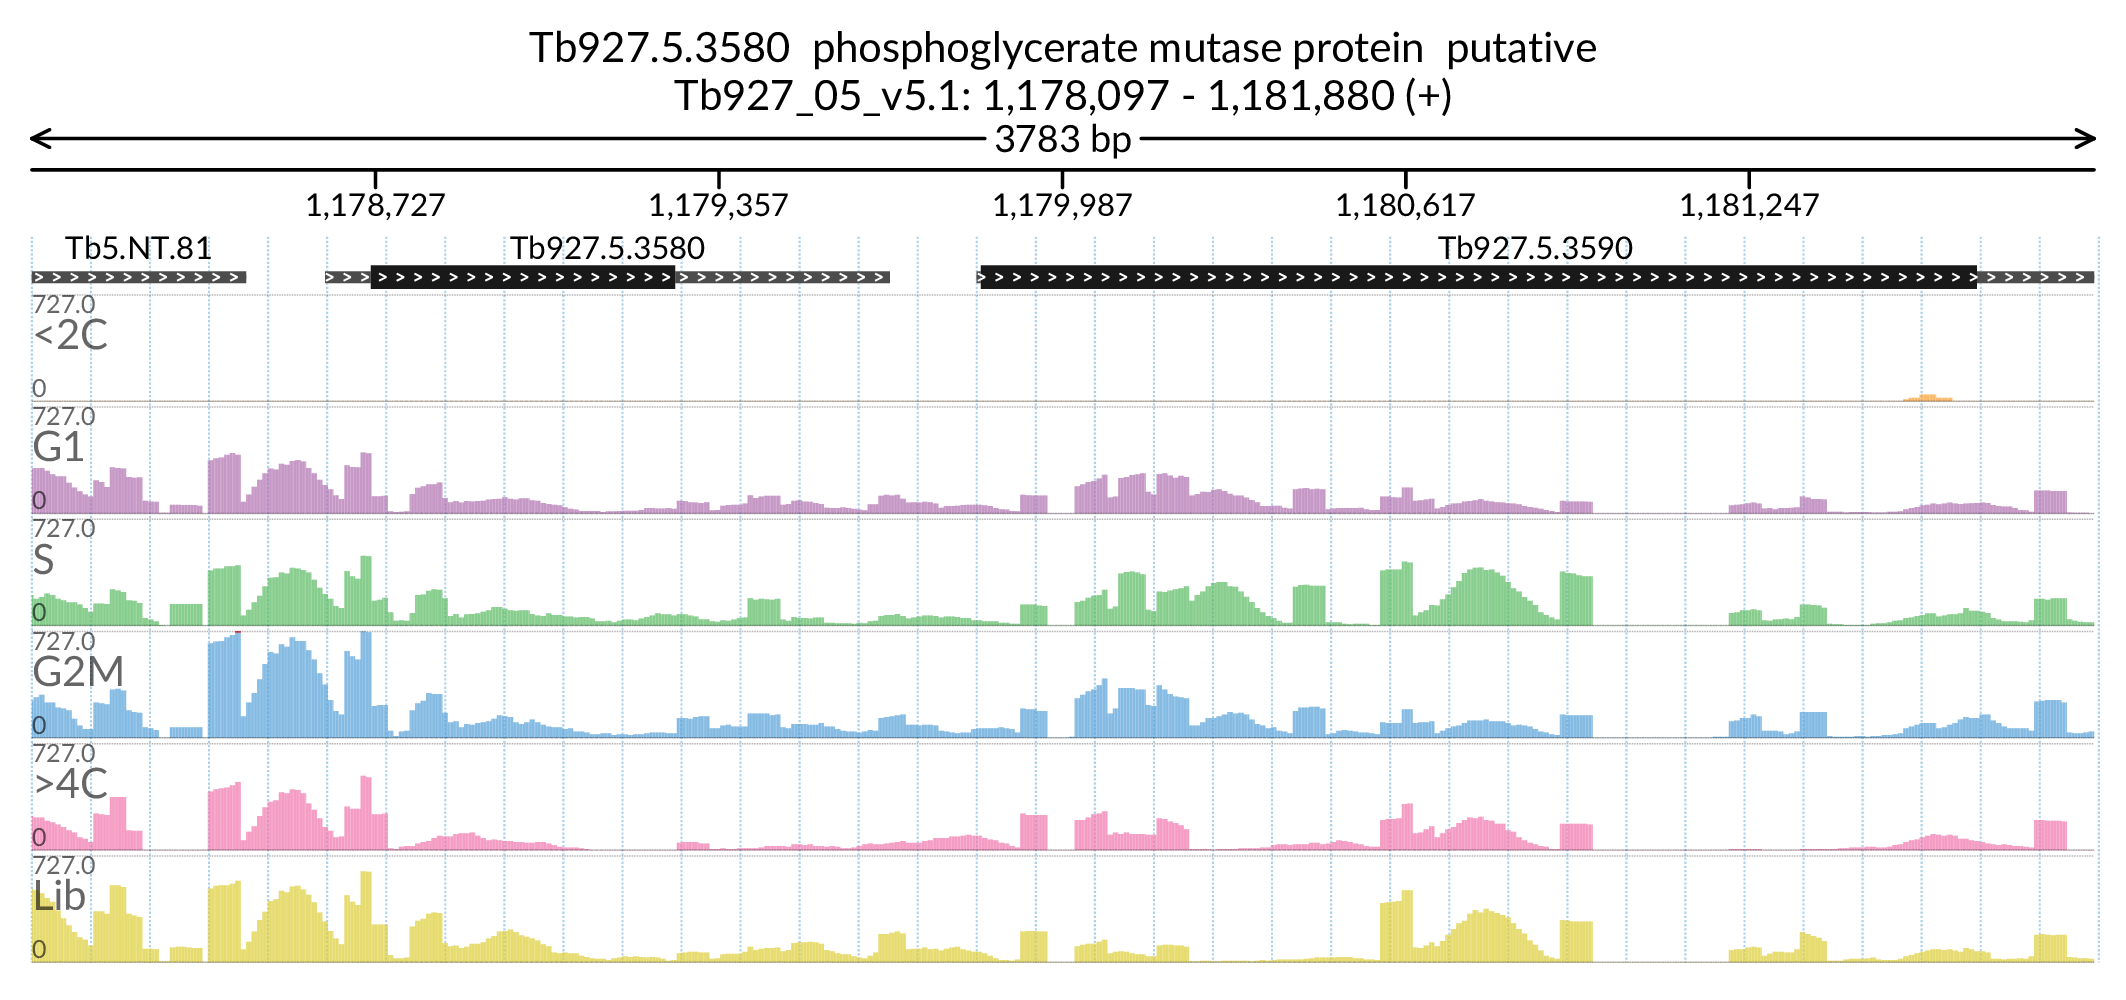 Tb927.5.3580  phosphoglycerate mutase protein  putative
Tb927_05_v5.1: 1,178,097 - 1,181,880 (+)
3783 bp
1,178,727 1,179,357 1,179,987 1,180,617 1,181,247
Tb5.NT.81 Tb927.5.3580 Tb927.5.3590
727.0
<2C
0
727.0
G1
0
727.0
S
0
727.0
G2M
0
727.0
>4C
0
727.0
Lib
0